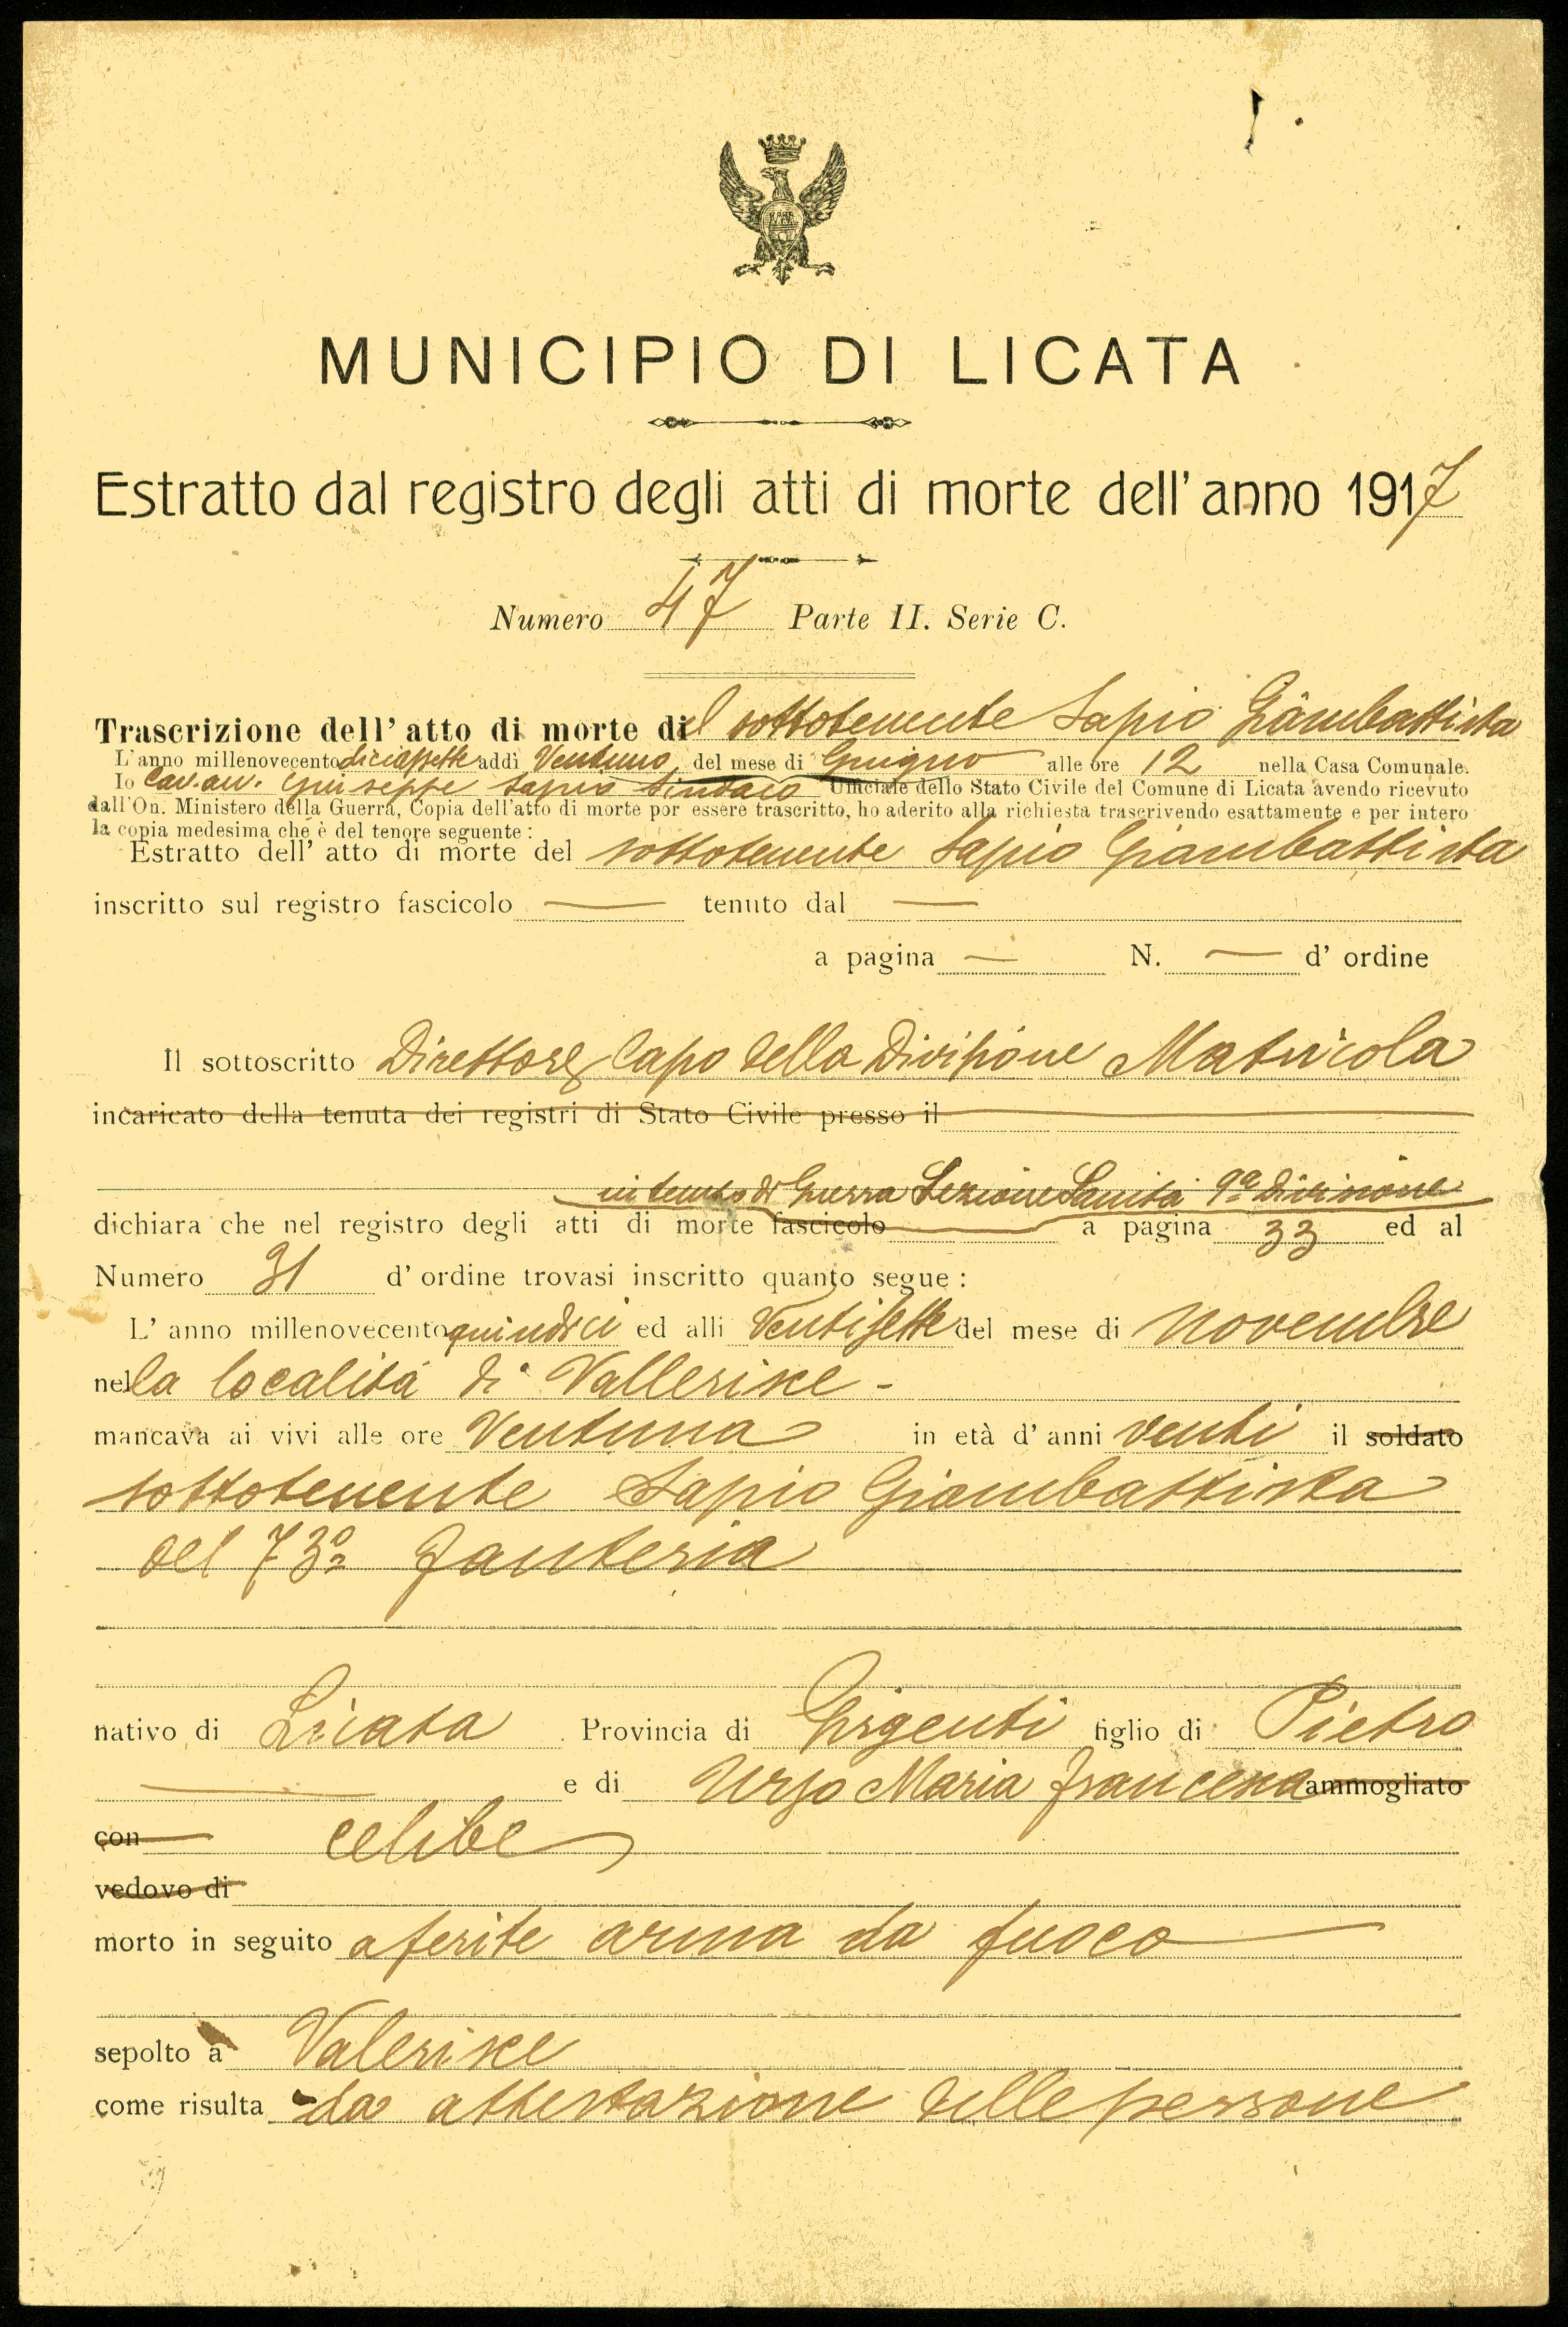 MUNICIPIO DI LICATA
Estratto dal registro degli atti di morte dell'anno 1917
Numero 47 Parte II. Serie C.
Trascrizione dell'atto di morte del sottotenente Sapio Giambattista
L'anno millenovecentodiciassette addì Ventuno del mese di Giugno alle ore 12 nella Casa Comunale.
Io Cav. avv. Giuseppe Sapio Sindaco Ufficiale dello Stato Civile del Comune di Licata avendo ricevuto
dall'On. Ministero della Guerra, Copia dell'atto di morte por essere trascritto, ho aderito alla richiesta trascrivendo esattamente e per intero
la copia medesima che è del tenore seguente :
Estratto dell' atto di morte del sottotenente Sapio Giambattista
inscritto sul registro fascicolo — tenuto dal —
a pagina — N. — d' ordine
Il sottoscritto Direttore Capo della Divisione Matricola
incaricato della tenuta dei registri di Stato Civile presso il
in tempo di Guerra Sezione Sanità 9a Divisione
dichiara che nel registro degli atti di morte fascicolo a pagina 33 ed al
Numero 31 d' ordine trovasi inscritto quanto segue :
L' anno millenovecentoquindici ed alli Ventisette del mese di novembre
nella località di Vallerisce -
mancava ai vivi alle ore Ventuna in età d' anni venti il soldato
sottotenente Sapio Giambattista
del 73o Fanteria
nativo di Licata Provincia di Girgenti figlio di Pietro
e di Urso Maria Francesca ammogliato
con celibe
vedovo di
morto in seguito a ferite arma da fuoco
sepolto a Valerisce
come risulta da attestazione delle persone